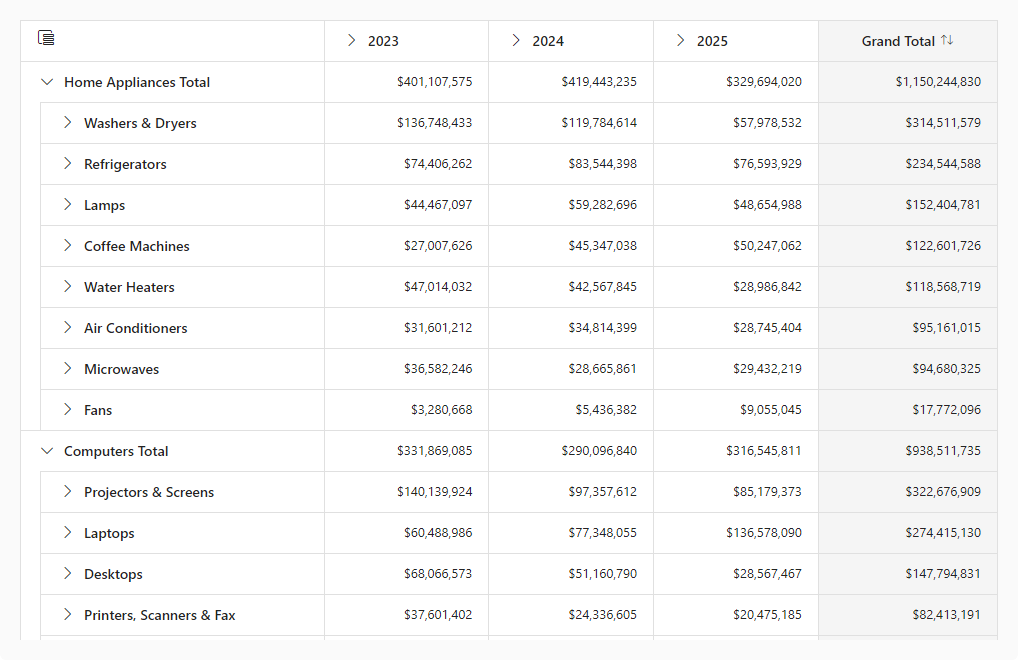 2023 2024 2025 Grand Total
Home Appliances Total $401,107,575 $419,443,235 $329,694,020 $1,150,244,830
Washers & Dryers $136,748,433 $119,784,614 $57,978,532 $314,511,579
Refrigerators $74,406,262 $83,544,398 $76,593,929 $234,544,588
Lamps $44,467,097 $59,282,696 $48,654,988 $152,404,781
Coffee Machines $27,007,626 $45,347,038 $50,247,062 $122,601,726
Water Heaters $47,014,032 $42,567,845 $28,986,842 $118,568,719
Air Conditioners $31,601,212 $34,814,399 $28,745,404 $95,161,015
Microwaves $36,582,246 $28,665,861 $29,432,219 $94,680,325
Fans $3,280,668 $5,436,382 $9,055,045 $17,772,096
Computers Total $331,869,085 $290,096,840 $316,545,811 $938,511,735
Projectors & Screens $140,139,924 $97,357,612 $85,179,373 $322,676,909
Laptops $60,488,986 $77,348,055 $136,578,090 $274,415,130
Desktops $68,066,573 $51,160,790 $28,567,467 $147,794,831
Printers, Scanners & Fax $37,601,402 $24,336,605 $20,475,185 $82,413,191